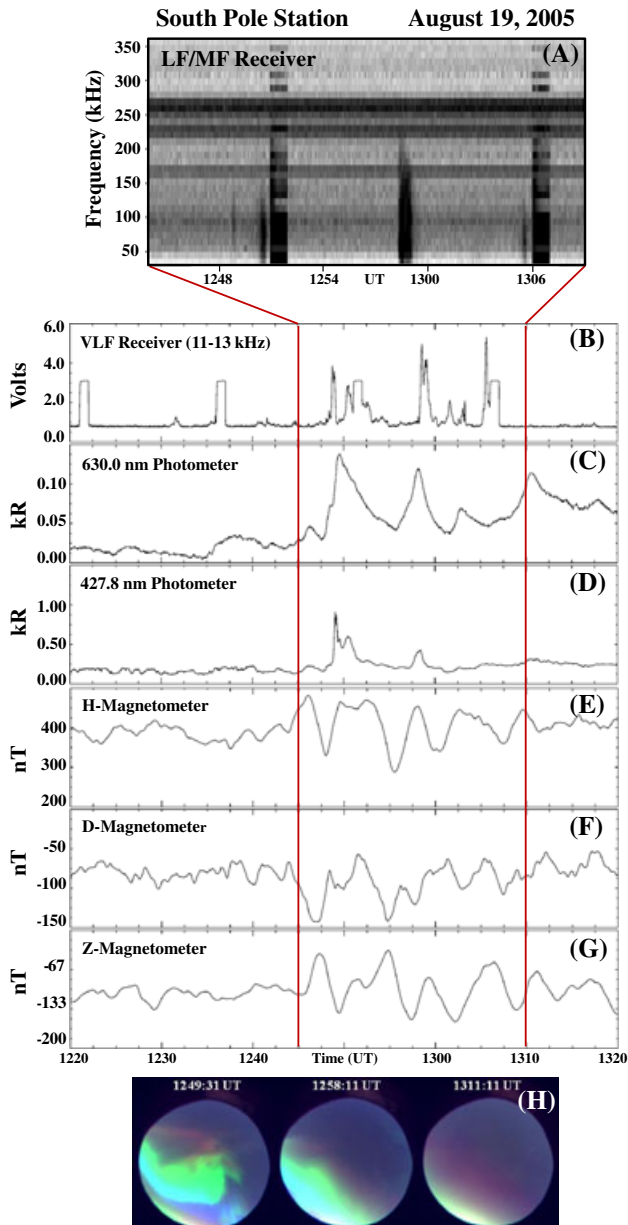 South Pole Station August 19, 2005
LF/MF Receiver (A)
Frequency (kHz)
350
300
250
200
150
100
50
1248 1254 UT 1300 1306
VLF Receiver (11-13 kHz) (B)
Volts
6.0
4.0
2.0
0.0
630.0 nm Photometer (C)
kR
0.10
0.05
0.00
427.8 nm Photometer (D)
kR
1.00
0.50
0.00
H-Magnetometer (E)
nT
400
300
200
D-Magnetometer (F)
nT
-50
-100
-150
Z-Magnetometer (G)
nT
-67
-133
-200
1220 1230 1240 Time (UT) 1300 1310 1320
1249:31 UT 1258:11 UT 1311:11 UT (H)